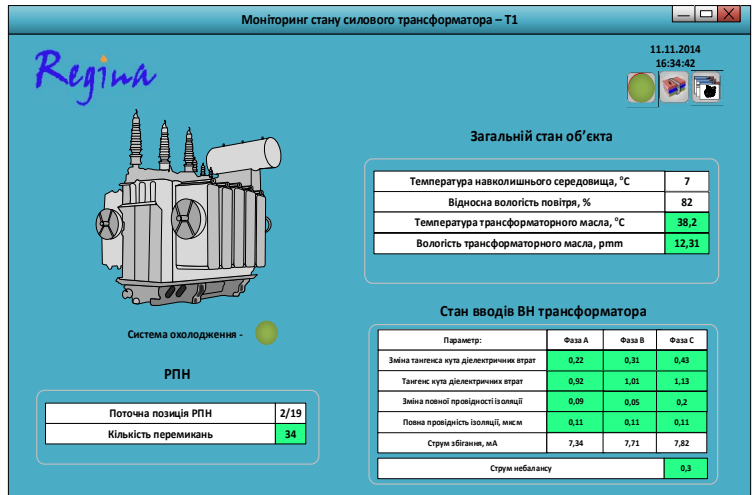 Моніторинг стану силового трансформатора – Т1
Regina
11.11.2014
16:34:42
Загальній стан об’єкта
Температура навколишнього середовища, °С 7
Відносна вологість повітря, % 82
Температура трансформаторного масла, °С 38,2
Вологість трансформаторного масла, pmm 12,31
Система охолодження -
РПН
Поточна позиція РПН 2/19
Кількість перемикань 34
Стан вводів ВН трансформатора
Параметр: Фаза А Фаза В Фаза С
Зміна тангенса кута діелектричних втрат 0,22 0,31 0,43
Тангенс кута діелектричних втрат 0,92 1,01 1,13
Зміна повної провідності ізоляції 0,09 0,05 0,2
Повна провідність ізоляції, мксм 0,11 0,11 0,11
Струм збігання, мА 7,34 7,71 7,82
Струм небалансу 0,3